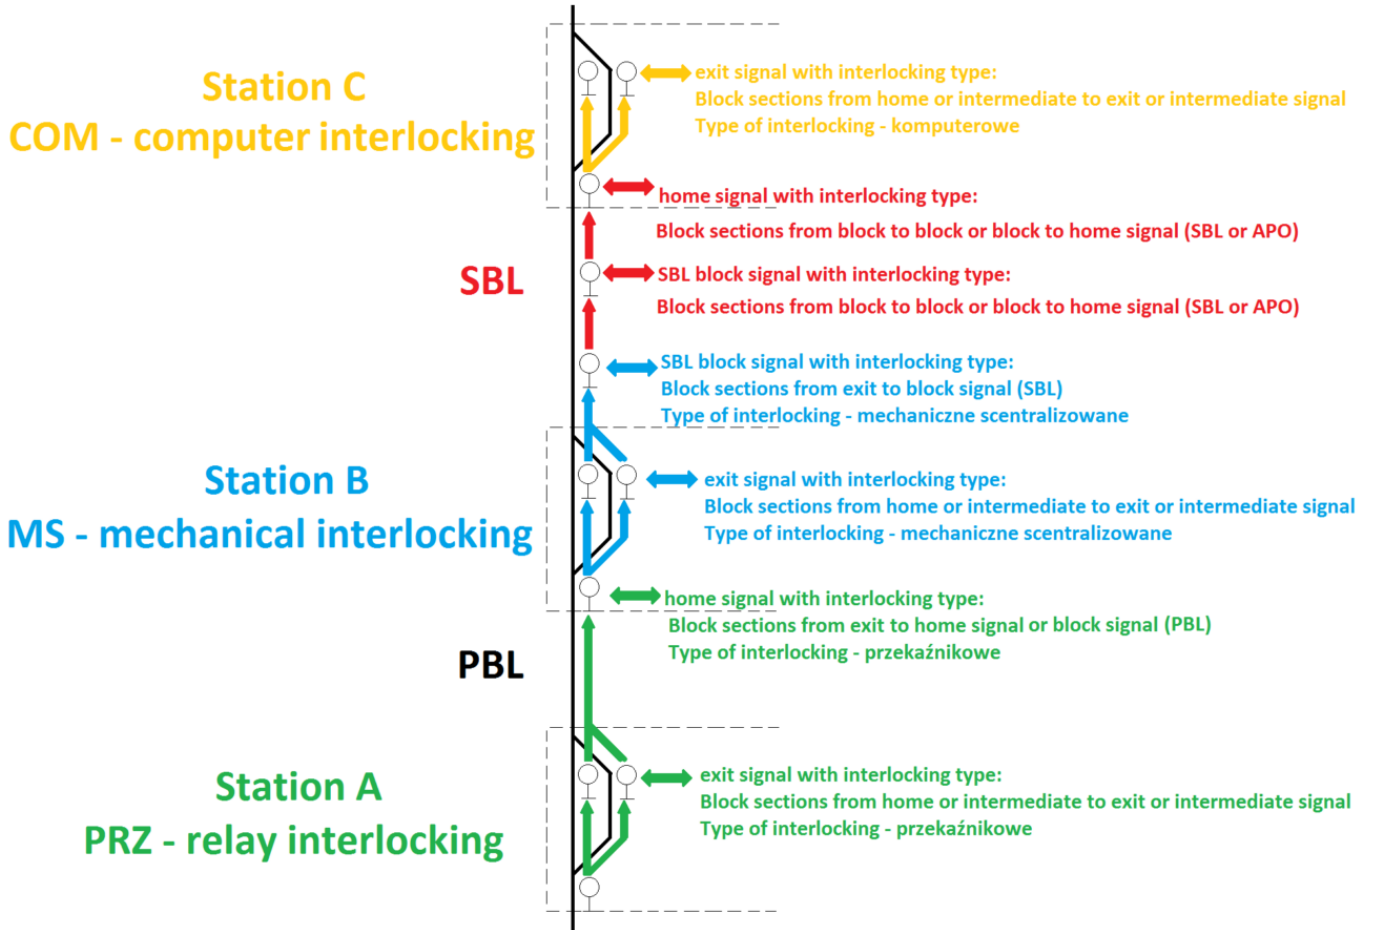 Station C
COM - computer interlocking
exit signal with interlocking type:
Block sections from home or intermediate to exit or intermediate signal
Type of interlocking - komputerowe
home signal with interlocking type:
Block sections from block to block or block to home signal (SBL or APO)
SBL
SBL block signal with interlocking type:
Block sections from block to block or block to home signal (SBL or APO)
SBL block signal with interlocking type:
Block sections from exit to block signal (SBL)
Type of interlocking - mechaniczne scentralizowane
Station B
MS - mechanical interlocking
exit signal with interlocking type:
Block sections from home or intermediate to exit or intermediate signal
Type of interlocking - mechaniczne scentralizowane
home signal with interlocking type:
Block sections from exit to home signal or block signal (PBL)
Type of interlocking - przekaźnikowe
PBL
Station A
PRZ - relay interlocking
exit signal with interlocking type:
Block sections from home or intermediate to exit or intermediate signal
Type of interlocking - przekaźnikowe